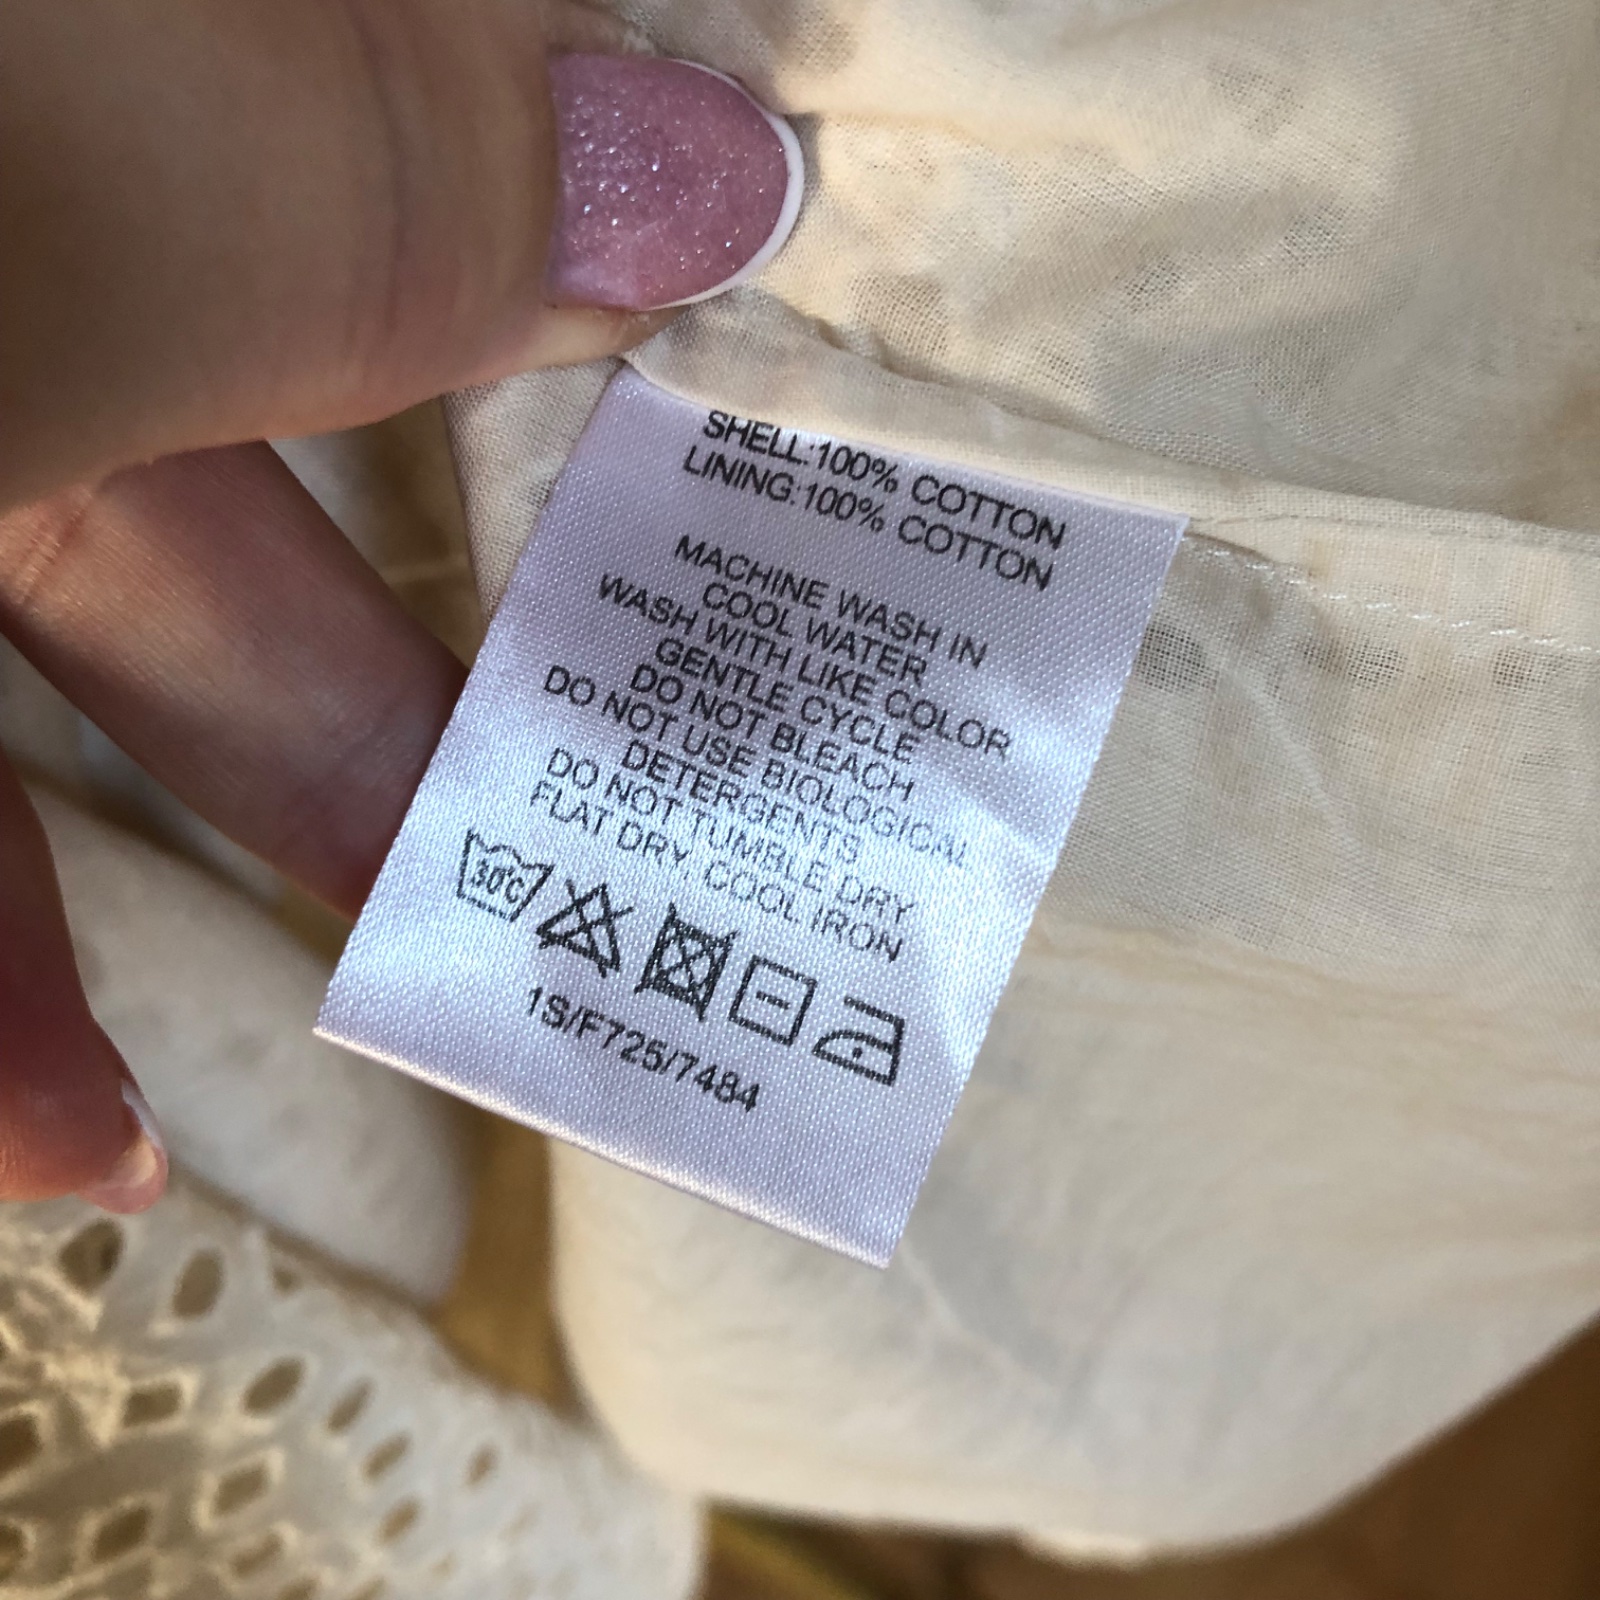 SHELL:100% COTTON
LINING:100% COTTON
MACHINE WASH IN
COOL WATER
WASH WITH LIKE COLOR
GENTLE CYCLE
DO NOT BLEACH
DO NOT USE BIOLOGICAL
DETERGENTS
DO NOT TUMBLE DRY
FLAT DRY, COOL IRON
30°C
1S/F725/7484